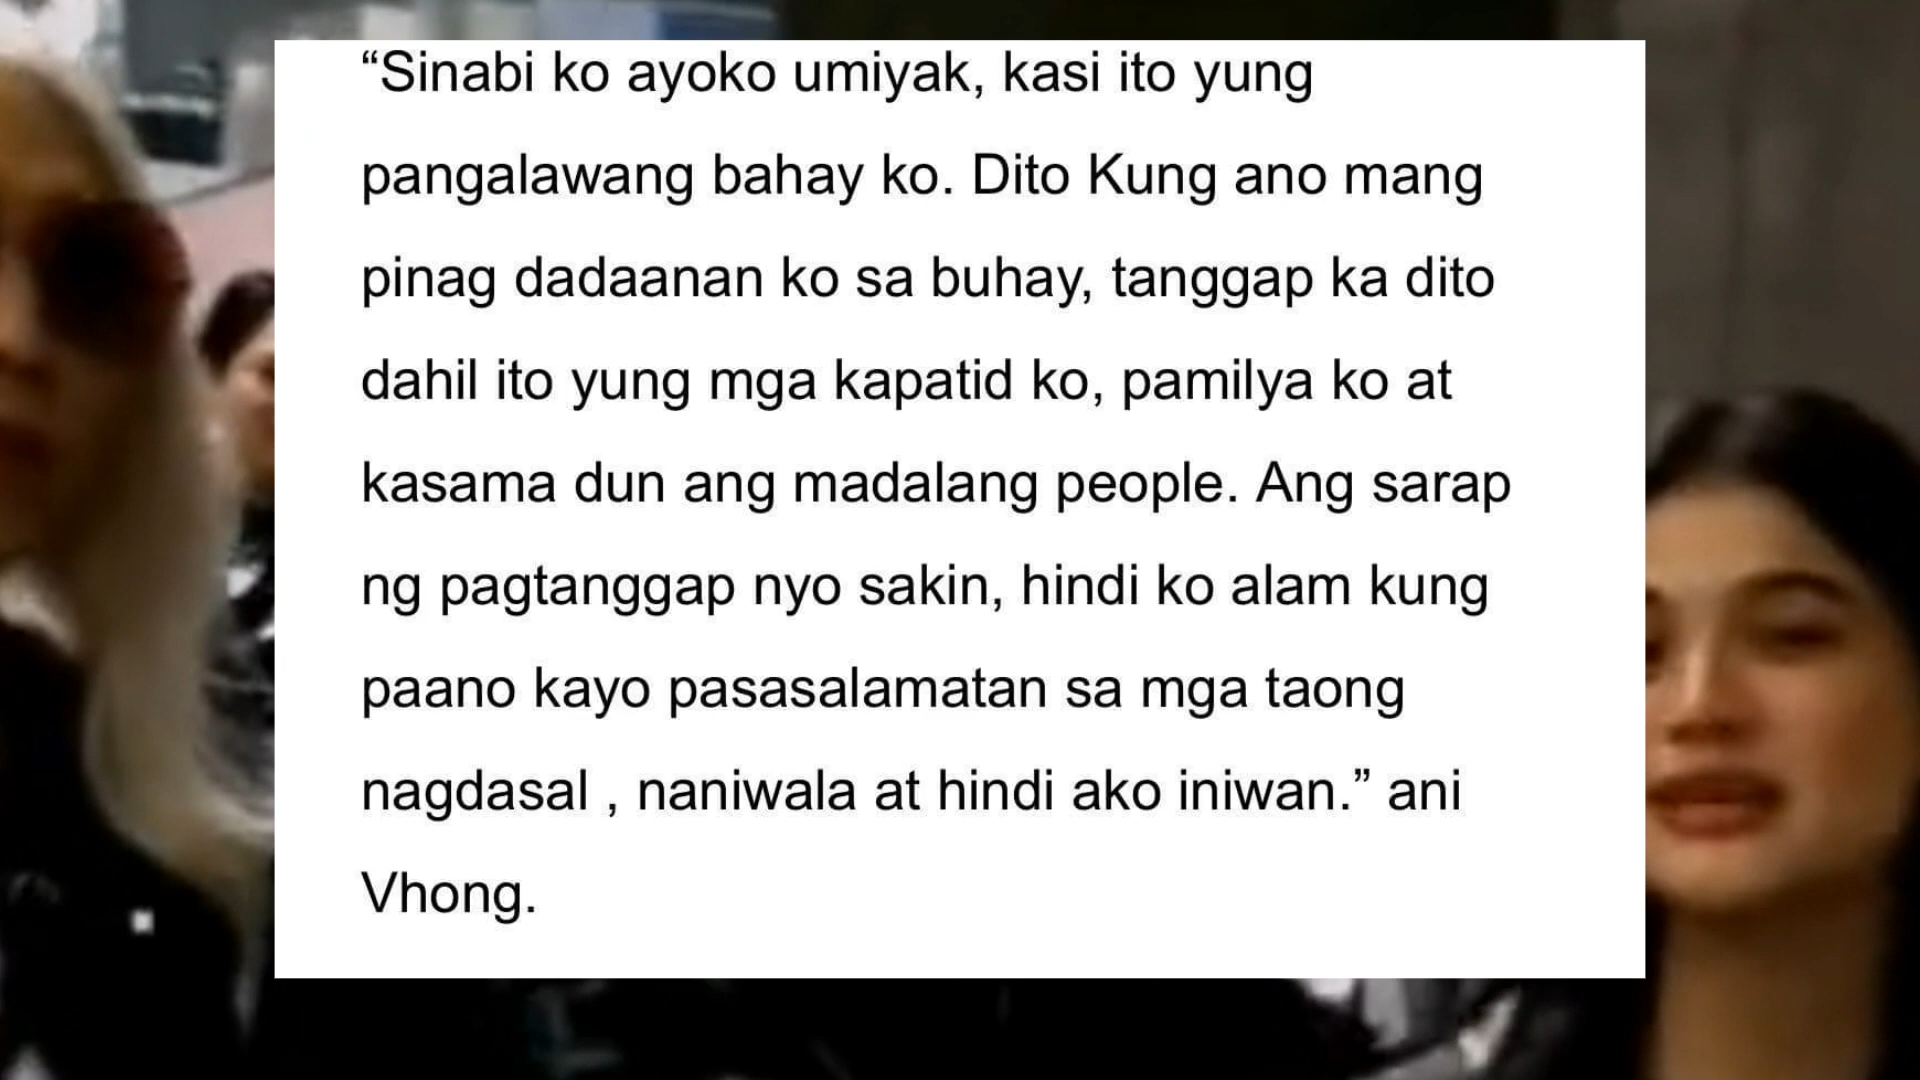 “Sinabi ko ayoko umiyak, kasi ito yung
pangalawang bahay ko. Dito Kung ano mang
pinag dadaanan ko sa buhay, tanggap ka dito
dahil ito yung mga kapatid ko, pamilya ko at
kasama dun ang madalang people. Ang sarap
ng pagtanggap nyo sakin, hindi ko alam kung
paano kayo pasasalamatan sa mga taong
nagdasal , naniwala at hindi ako iniwan.” ani
Vhong.